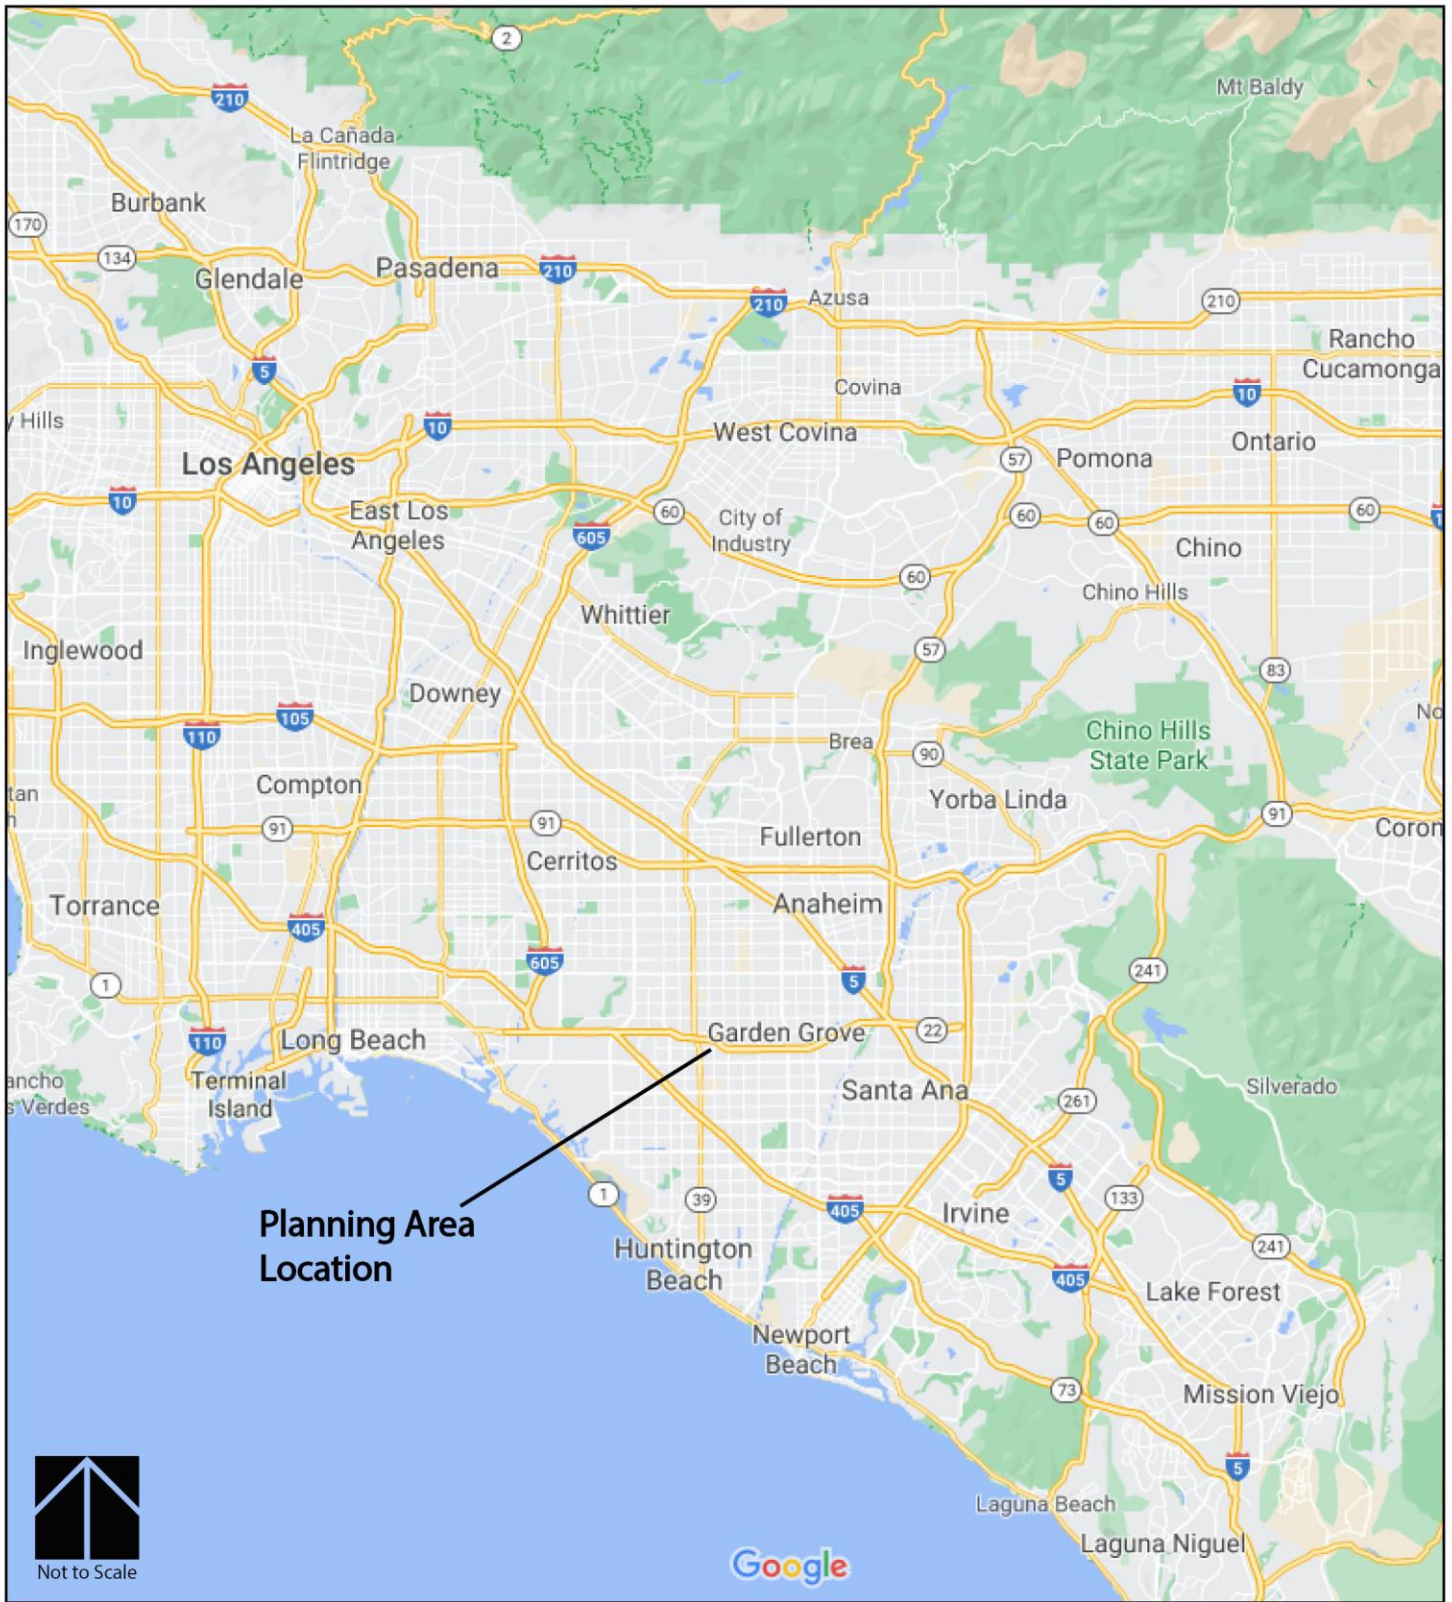 2
Mt Baldy
210
La Cañada
Flintridge
Burbank
170
134
Glendale
Pasadena
210
210
Azusa
210
Rancho
Cucamonga
5
Covina
10
y Hills
10
West Covina
Ontario
Los Angeles
57
Pomona
10
East Los
Angeles
60
City of
Industry
60
60
60
605
Chino
60
Chino Hills
Whittier
Inglewood
57
83
Downey
105
110
No
Brea
90
Chino Hills
State Park
Compton
tan
n
Yorba Linda
91
91
91
Fullerton
Coron
Cerritos
Torrance
Anaheim
405
605
5
241
1
110
Long Beach
Garden Grove
22
Terminal
Island
ancho
s Verdes
Santa Ana
261
Silverado
5
1
39
133
405
Irvine
Planning Area
Location
Huntington
Beach
241
405
Lake Forest
Newport
Beach
73
Mission Viejo
5
Laguna Beach
Laguna Niguel
Not to Scale
Google